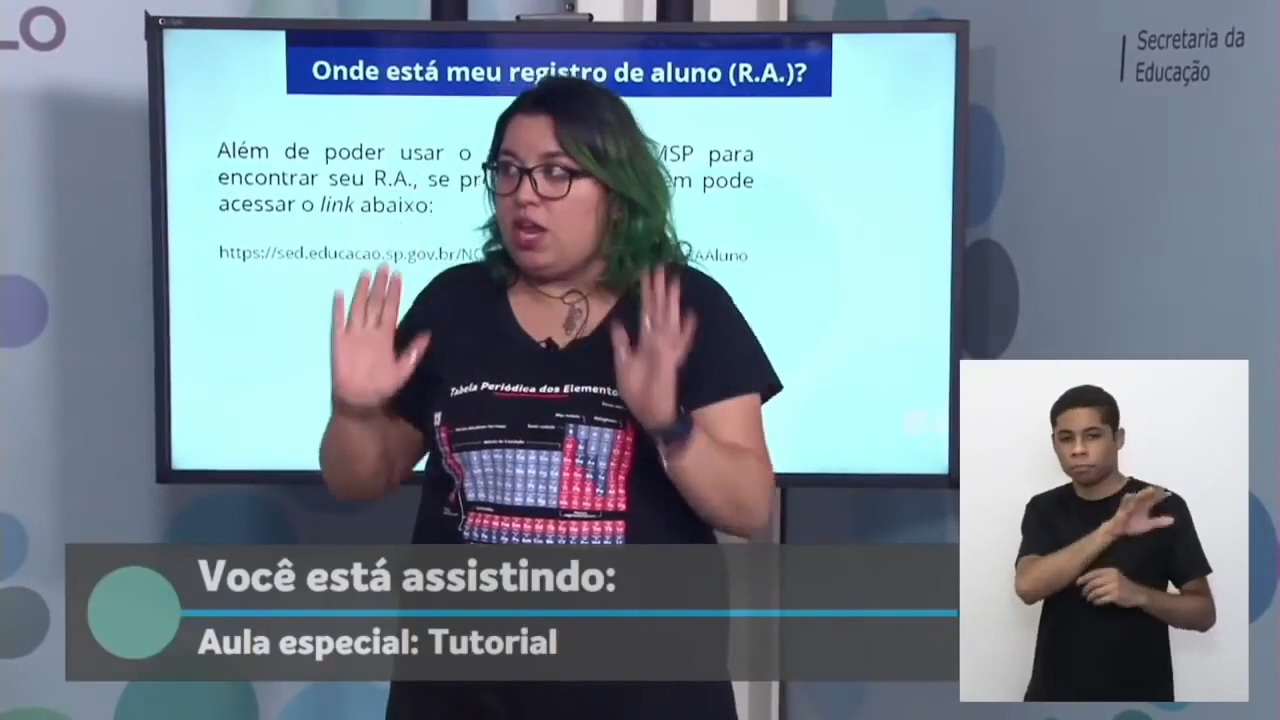 LO
Secretaria da
Educação
Onde está meu registro de aluno (R.A.)?
Além de poder usar o MSP para
encontrar seu R.A., se pode
acessar o link abaixo:
https://sed.educacao.sp.gov.br/NC AAluno
Tabela Periódica dos Elemento
Você está assistindo:
Aula especial: Tutorial